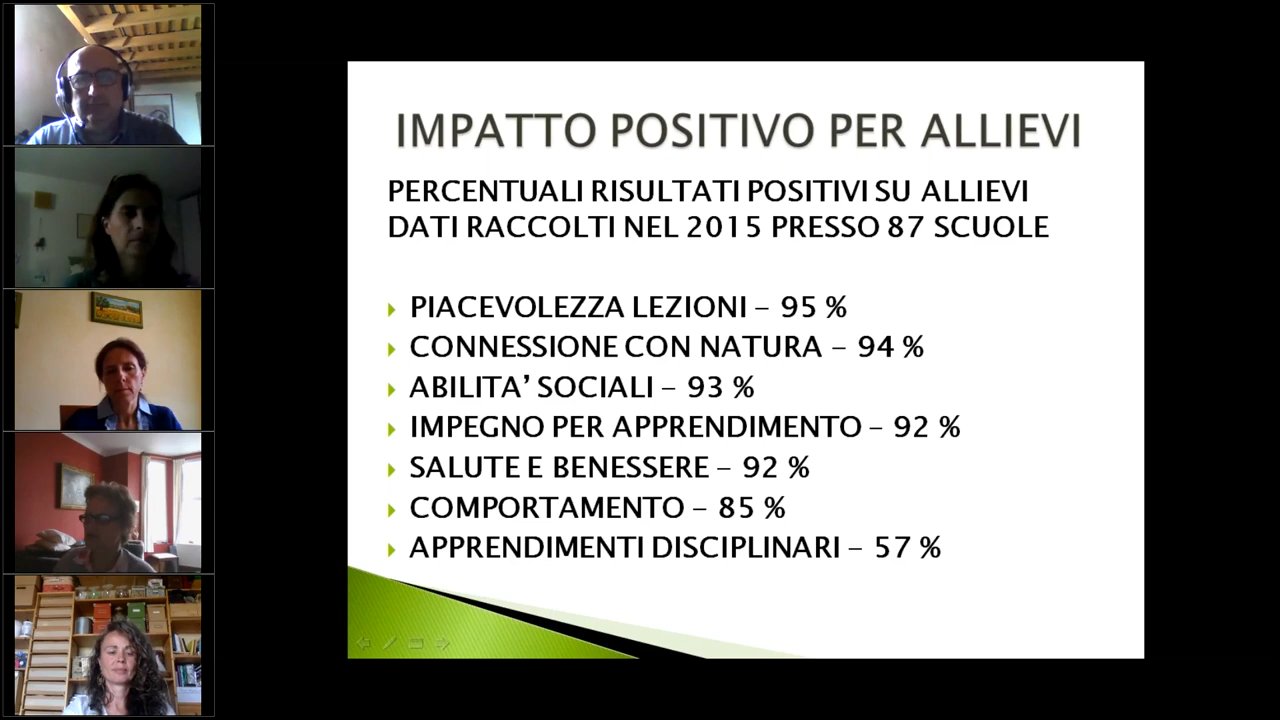 IMPATTO POSITIVO PER ALLIEVI
PERCENTUALI RISULTATI POSITIVI SU ALLIEVI
DATI RACCOLTI NEL 2015 PRESSO 87 SCUOLE
PIACEVOLEZZA LEZIONI – 95 %
CONNESSIONE CON NATURA – 94 %
ABILITA’ SOCIALI – 93 %
IMPEGNO PER APPRENDIMENTO – 92 %
SALUTE E BENESSERE – 92 %
COMPORTAMENTO – 85 %
APPRENDIMENTI DISCIPLINARI – 57 %